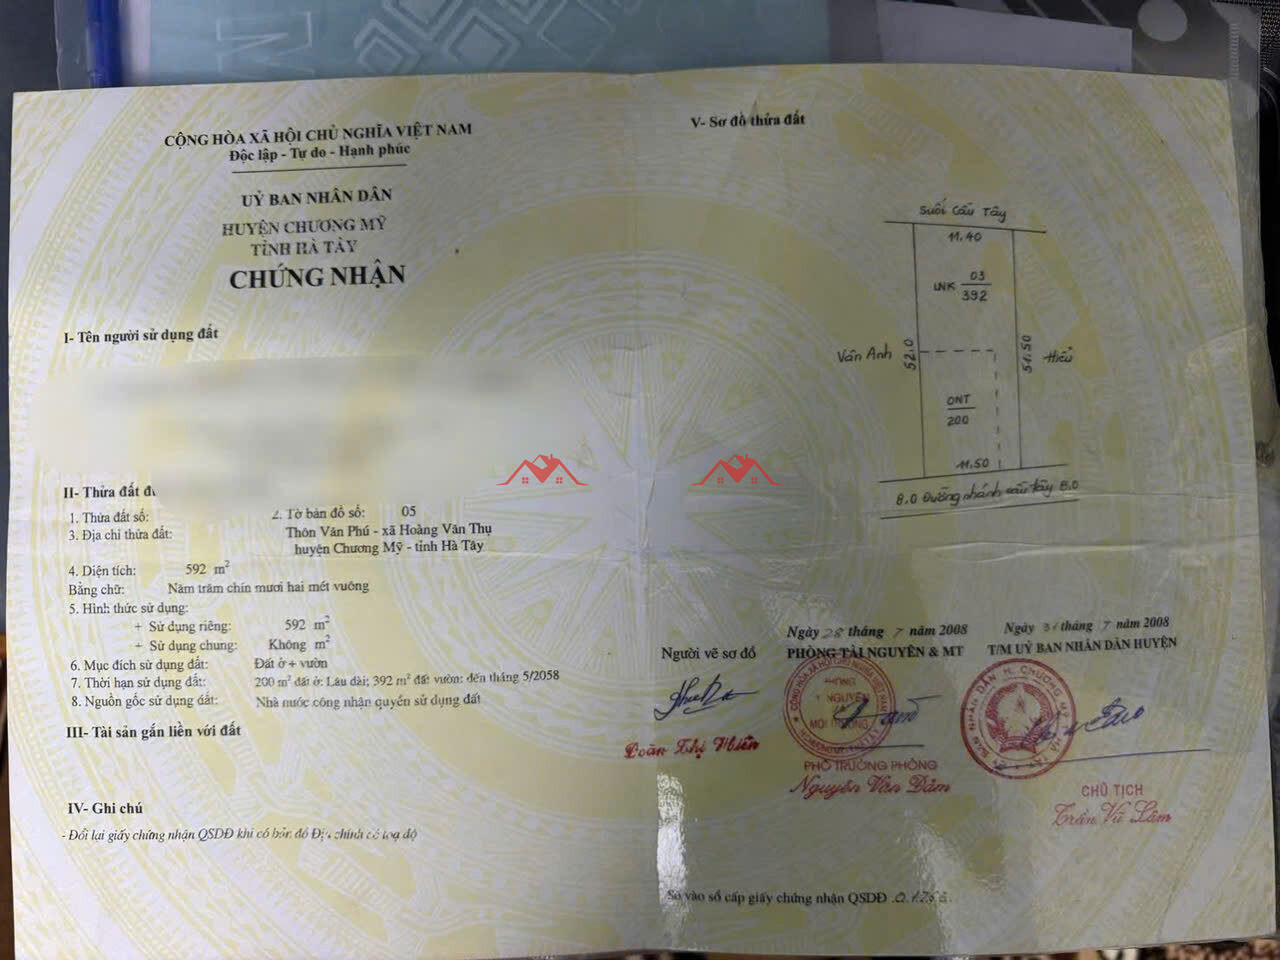 CỘNG HÒA XÃ HỘI CHỦ NGHĨA VIỆT NAM
Độc lập - Tự do - Hạnh phúc
UỶ BAN NHÂN DÂN
HUYỆN CHƯƠNG MỸ
TỈNH HÀ TÂY
CHỨNG NHẬN
I- Tên người sử dụng đất
II- Thửa đất đư
1. Thửa đất số:
2. Tờ bản đồ số: 05
3. Địa chỉ thửa đất: Thôn Văn Phú - xã Hoàng Văn Thụ
huyện Chương Mỹ - tỉnh Hà Tây
4. Diện tích: 592 m2
Bằng chữ: Năm trăm chín mươi hai mét vuông
5. Hình thức sử dụng:
+ Sử dụng riêng: 592 m2
+ Sử dụng chung: Không m2
6. Mục đích sử dụng đất: Đất ở + vườn
7. Thời hạn sử dụng đất: 200 m2 đất ở: Lâu dài; 392 m2 đất vườn: đến tháng 5/2058
8. Nguồn gốc sử dụng đất: Nhà nước công nhận quyền sử dụng đất
III- Tài sản gắn liền với đất
IV- Ghi chú
- Đổi lại giấy chứng nhận QSDĐ khi có bản đồ Địa chính có toạ độ
V- Sơ đồ thửa đất
Suối Cầu Tây
11.40
LNK 03
392
Vân Anh
52.0
51.50
Hiếu
ONT
200
11.50
8.0 Đường nhánh cầu Tây 8.0
Ngày 28 tháng 7 năm 2008
Ngày 31 tháng 7 năm 2008
Người vẽ sơ đồ
PHÒNG TÀI NGUYÊN & MT
T/M UỶ BAN NHÂN DÂN HUYỆN
Đoàn Thị Nhiên
PHÓ TRƯỞNG PHÒNG
Nguyễn Văn Đảm
CHỦ TỊCH
Trần Vũ Lâm
Số vào sổ cấp giấy chứng nhận QSDĐ